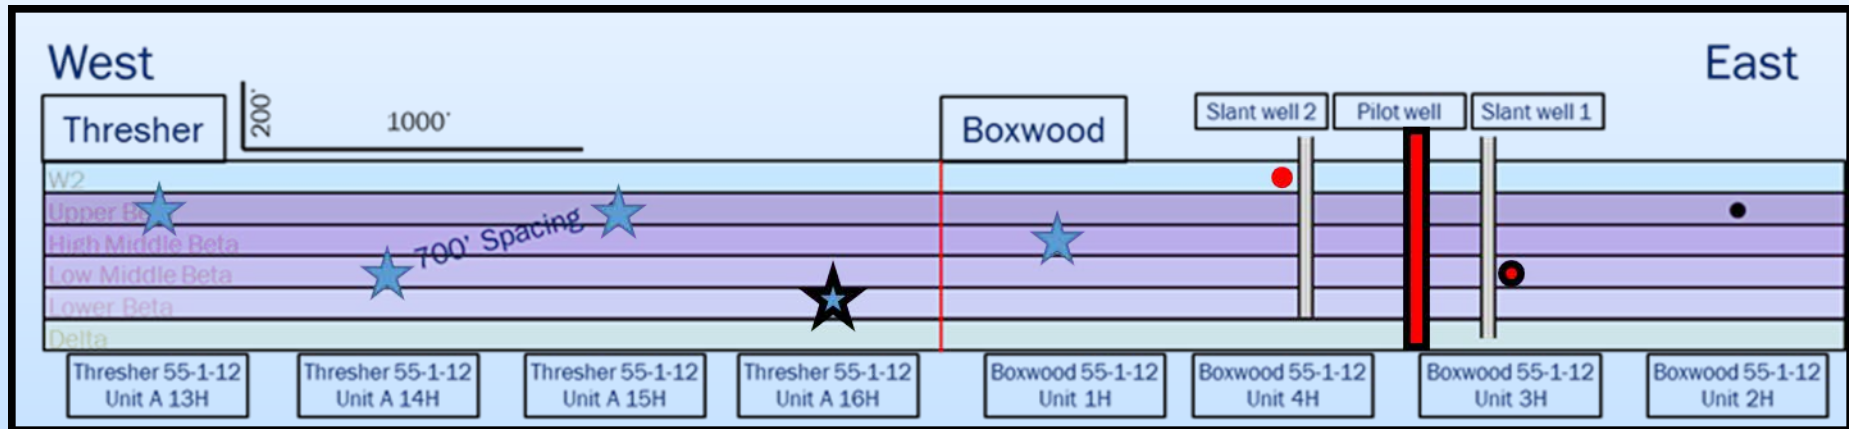 West
East
Thresher
200'
1000'
Boxwood
Slant well 2
Pilot well
Slant well 1
W2
Upper Be
High Middle Beta
Low Middle Beta
Lower Beta
Delta
700' Spacing
Thresher 55-1-12
Unit A 13H
Thresher 55-1-12
Unit A 14H
Thresher 55-1-12
Unit A 15H
Thresher 55-1-12
Unit A 16H
Boxwood 55-1-12
Unit 1H
Boxwood 55-1-12
Unit 4H
Boxwood 55-1-12
Unit 3H
Boxwood 55-1-12
Unit 2H